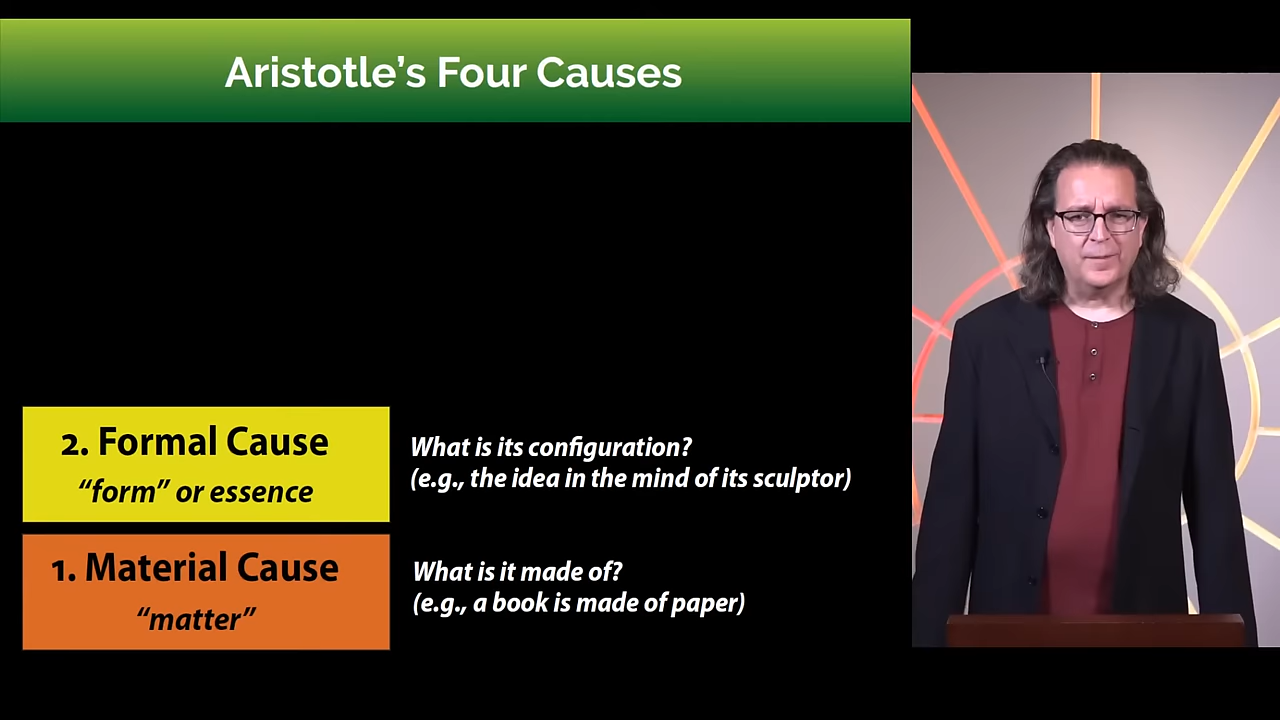 Aristotle’s Four Causes
2. Formal Cause
“form” or essence
What is its configuration?
(e.g., the idea in the mind of its sculptor)
1. Material Cause
“matter”
What is it made of?
(e.g., a book is made of paper)